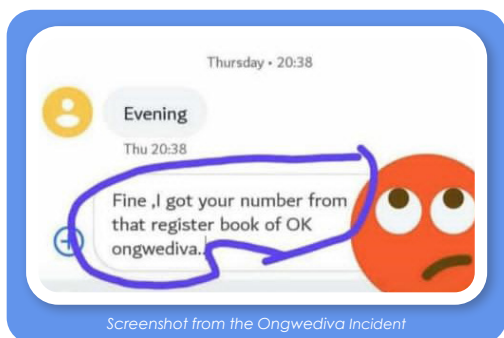 Thursday • 20:38
Evening
Thu 20:38
Fine ,I got your number from
that register book of OK
ongwediva..
Screenshot from the Ongwediva Incident